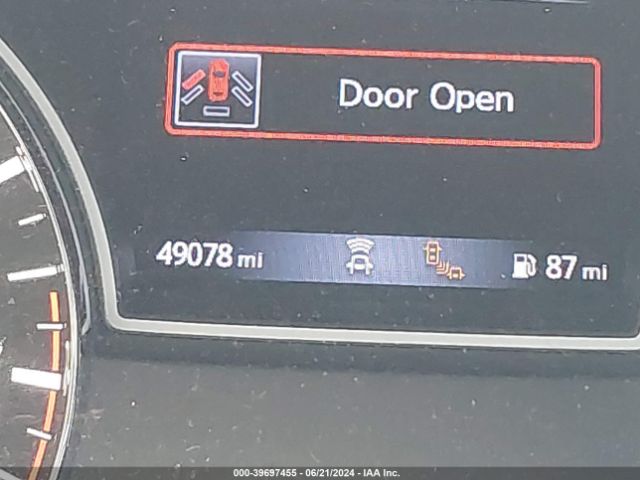 Door Open
49078 mi
87 mi
000-39697455 - 06/21/2024 - IAA Inc.